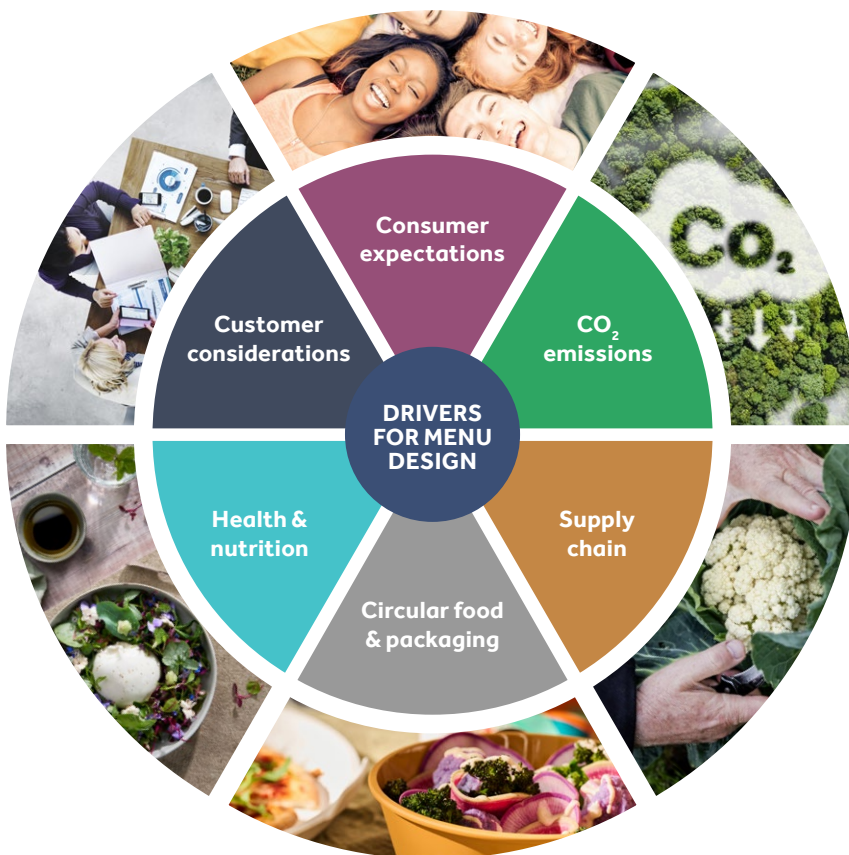 Consumer
expectations
CO₂
Customer
considerations
CO₂
emissions
DRIVERS
FOR MENU
DESIGN
Health &
nutrition
Supply
chain
Circular food
& packaging